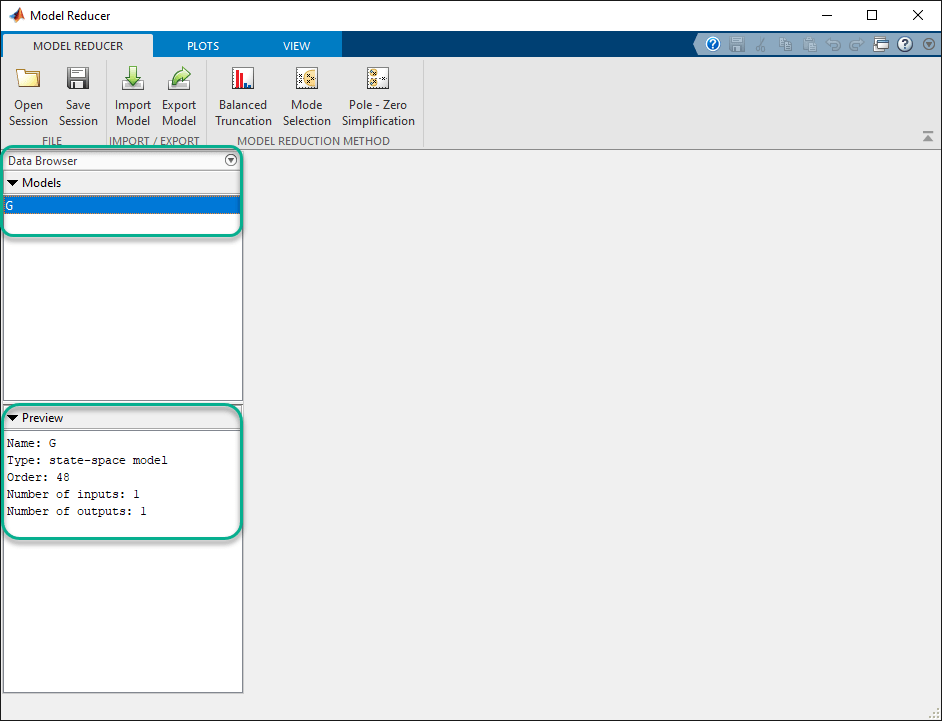 Model Reducer
MODEL REDUCER PLOTS VIEW
Open Session
Save Session
Import Model
Export Model
Balanced Truncation
Mode Selection
Pole - Zero Simplification
FILE IMPORT / EXPORT MODEL REDUCTION METHOD
Data Browser
Models
G
Preview
Name: G
Type: state-space model
Order: 48
Number of inputs: 1
Number of outputs: 1